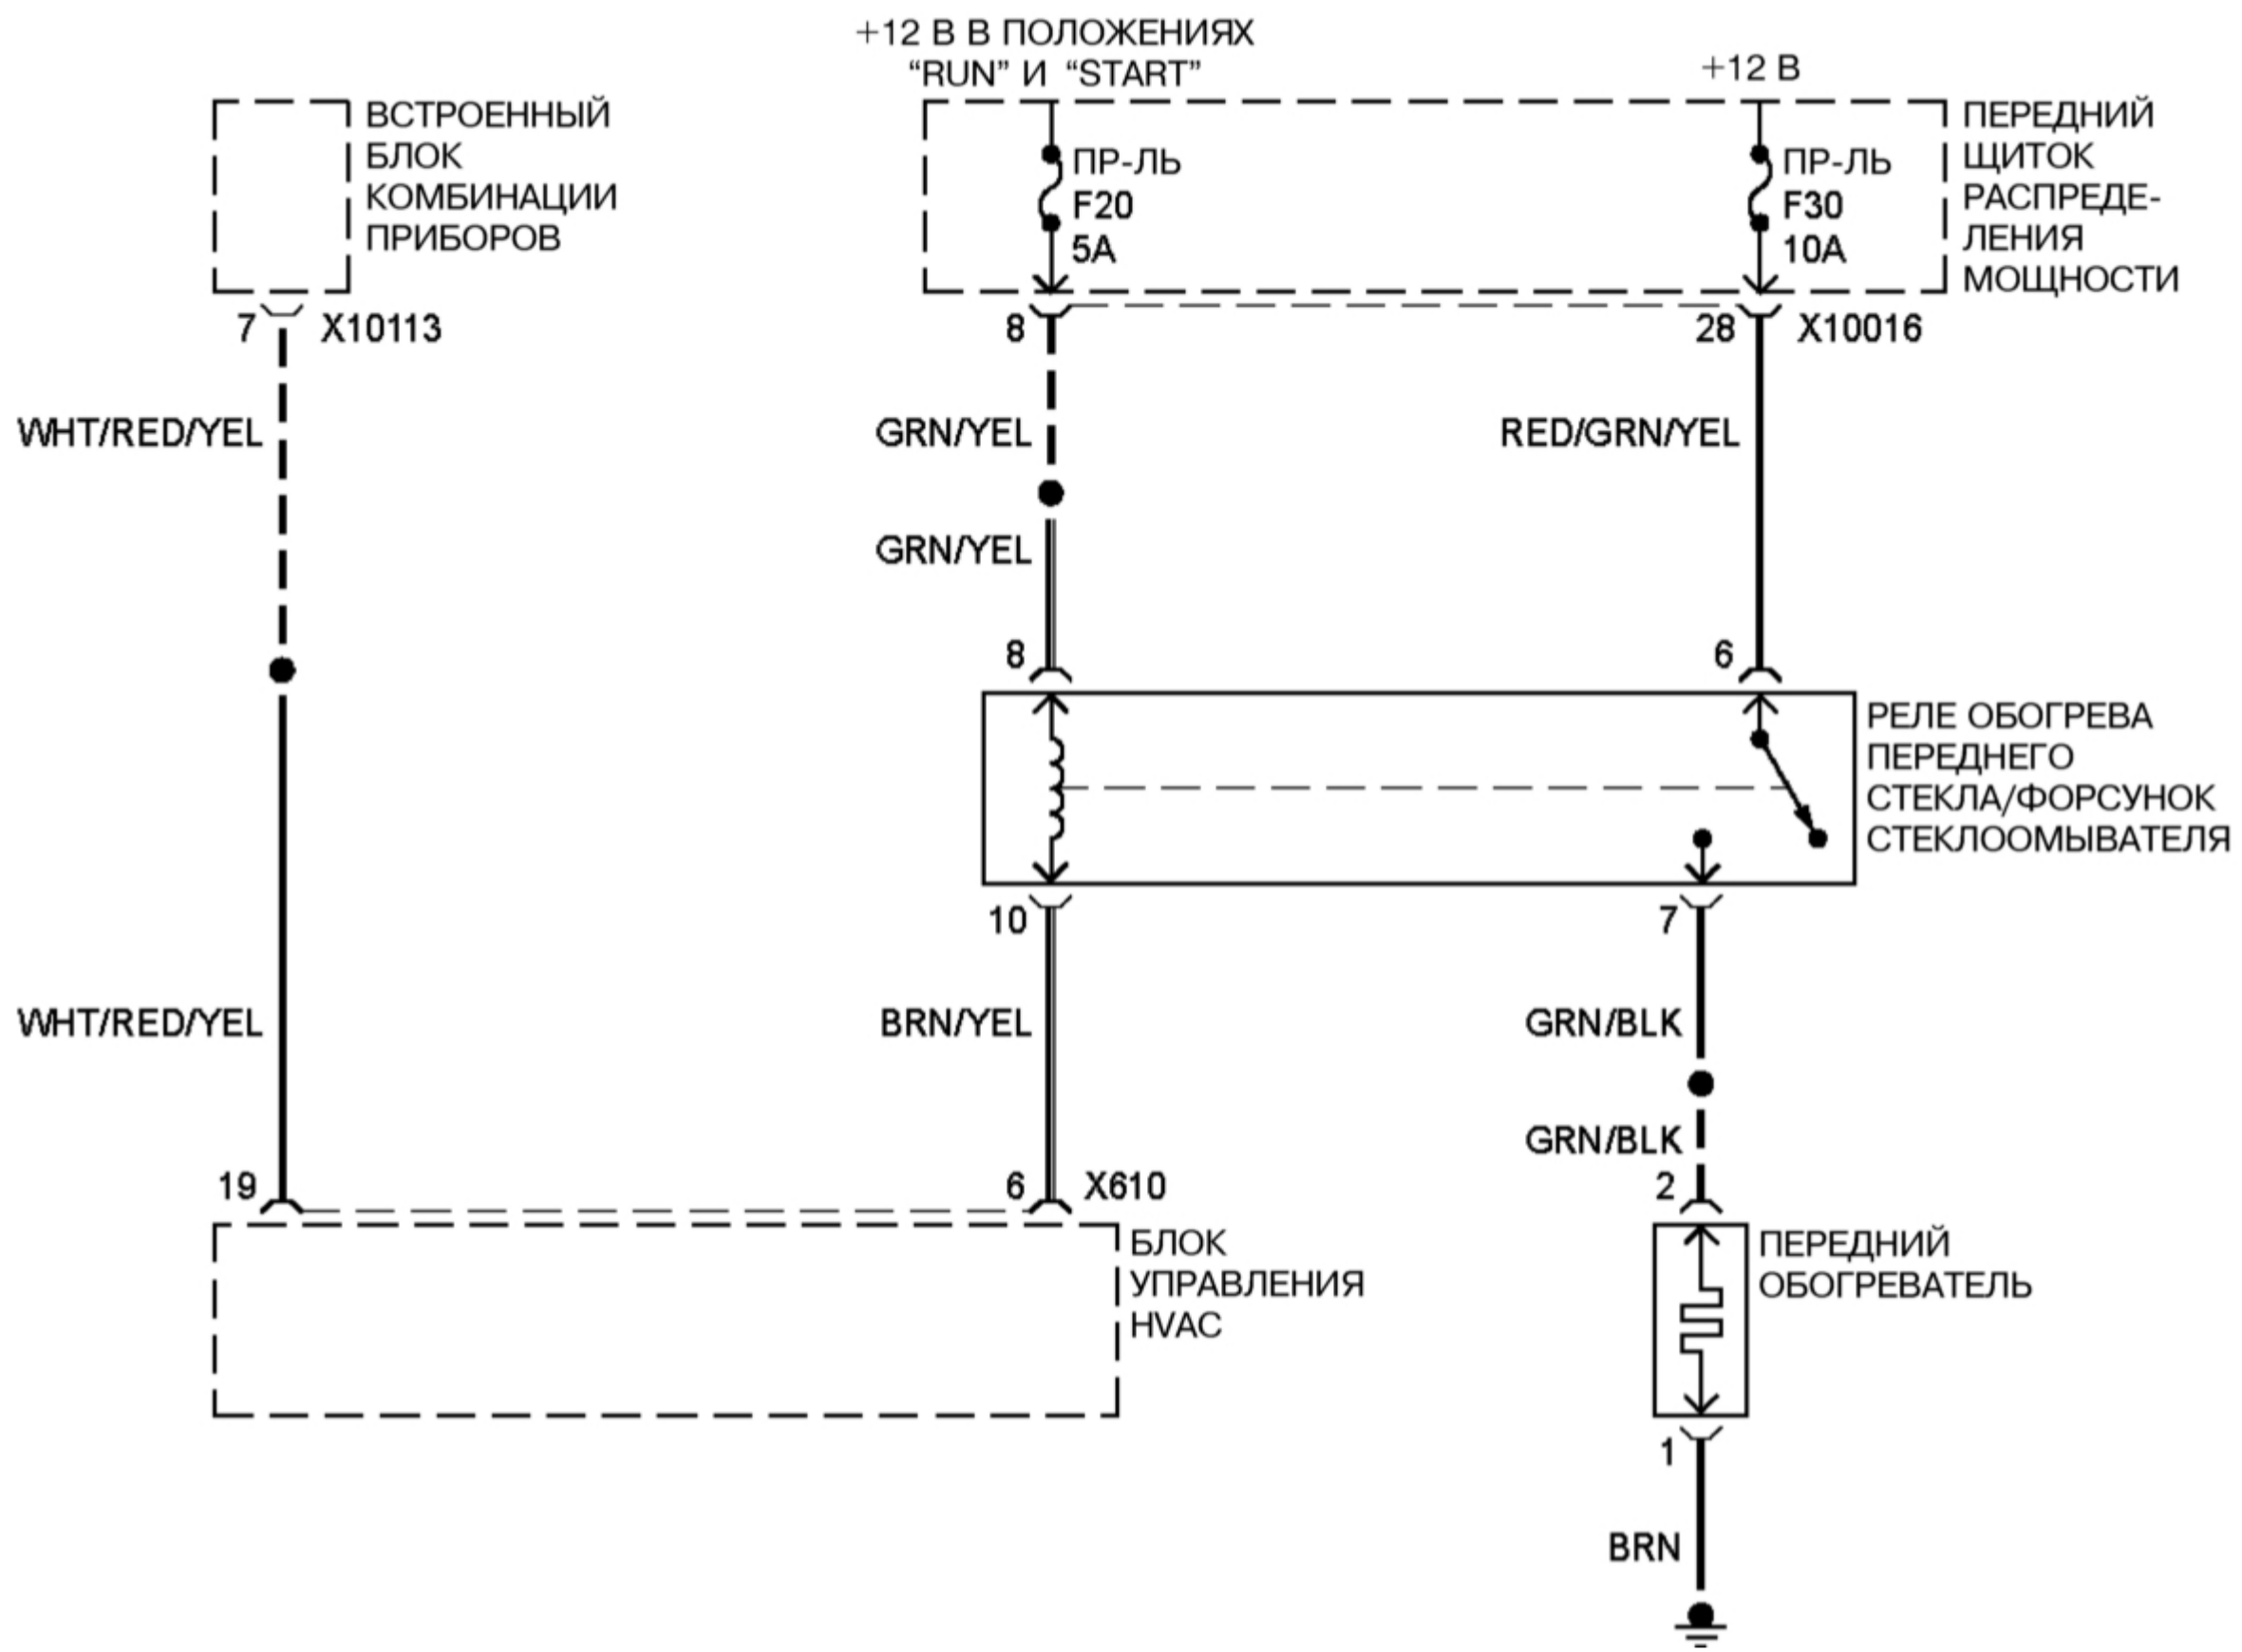 +12 В В ПОЛОЖЕНИЯХ
“RUN” И “START”
+12 В
ВСТРОЕННЫЙ
БЛОК
КОМБИНАЦИИ
ПРИБОРОВ
ПР-ЛЬ
F20
5A
ПР-ЛЬ
F30
10A
ПЕРЕДНИЙ
ЩИТОК
РАСПРЕДЕ-
ЛЕНИЯ
МОЩНОСТИ
7 X10113
8
28 X10016
WHT/RED/YEL
GRN/YEL
RED/GRN/YEL
GRN/YEL
8
6
РЕЛЕ ОБОГРЕВА
ПЕРЕДНЕГО
СТЕКЛА/ФОРСУНОК
СТЕКЛООМЫВАТЕЛЯ
10
7
WHT/RED/YEL
BRN/YEL
GRN/BLK
GRN/BLK
19
6 X610
2
БЛОК
УПРАВЛЕНИЯ
HVAC
ПЕРЕДНИЙ
ОБОГРЕВАТЕЛЬ
1
BRN